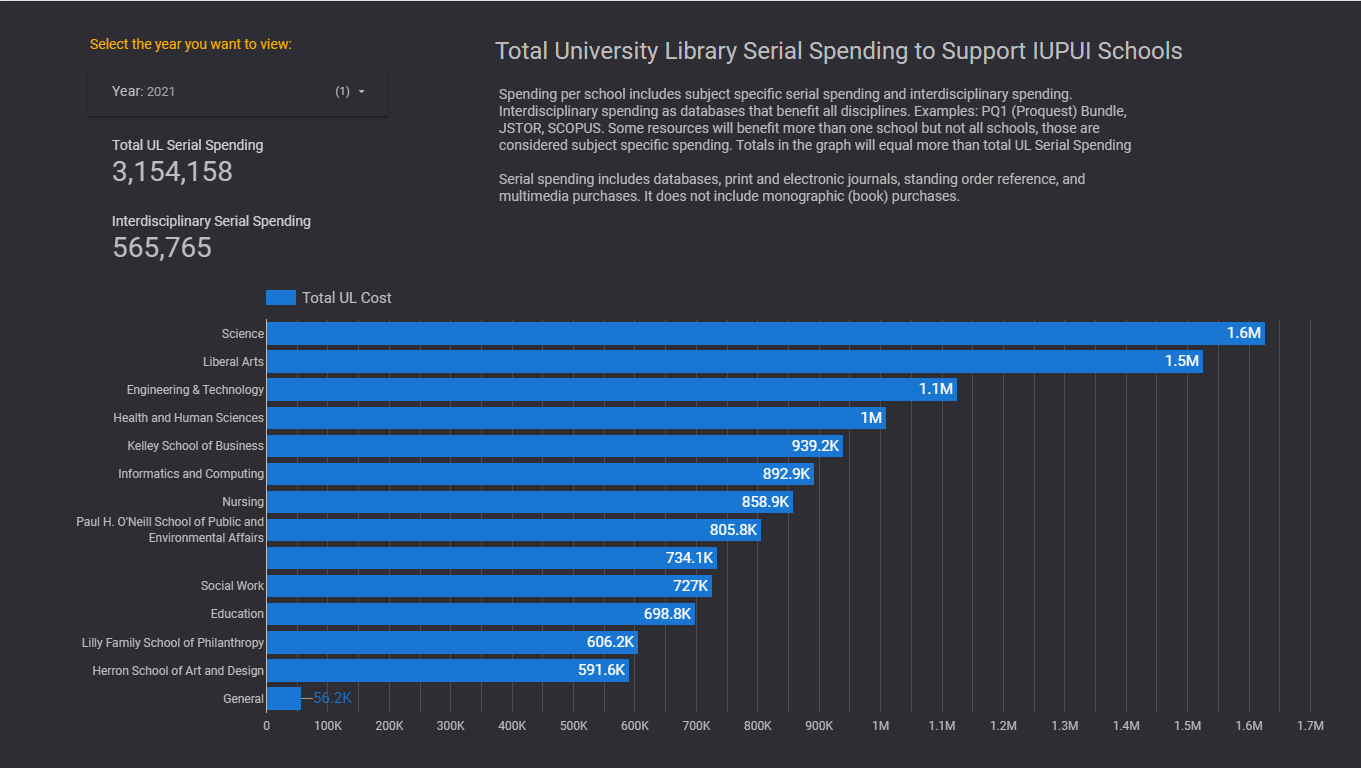 Select the year you want to view:
Year: 2021 (1)
Total UL Serial Spending
3,154,158
Interdisciplinary Serial Spending
565,765
Total University Library Serial Spending to Support IUPUI Schools
Spending per school includes subject specific serial spending and interdisciplinary spending.
Interdisciplinary spending as databases that benefit all disciplines. Examples: PQ1 (Proquest) Bundle,
JSTOR, SCOPUS. Some resources will benefit more than one school but not all schools, those are
considered subject specific spending. Totals in the graph will equal more than total UL Serial Spending
Serial spending includes databases, print and electronic journals, standing order reference, and
multimedia purchases. It does not include monographic (book) purchases.
Total UL Cost
Science 1.6M
Liberal Arts 1.5M
Engineering & Technology 1.1M
Health and Human Sciences 1M
Kelley School of Business 939.2K
Informatics and Computing 892.9K
Nursing 858.9K
Paul H. O'Neill School of Public and
Environmental Affairs 805.8K
734.1K
Social Work 727K
Education 698.8K
Lilly Family School of Philanthropy 606.2K
Herron School of Art and Design 591.6K
General 56.2K
0 100K 200K 300K 400K 500K 600K 700K 800K 900K 1M 1.1M 1.2M 1.3M 1.4M 1.5M 1.6M 1.7M